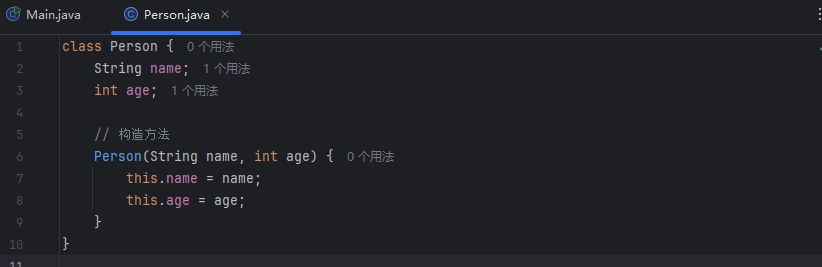 Main.java Person.java
1 class Person { 0 个用法
2 String name; 1 个用法
3 int age; 1 个用法
4
5 // 构造方法
6 Person(String name, int age) { 0 个用法
7 this.name = name;
8 this.age = age;
9 }
10 }
11